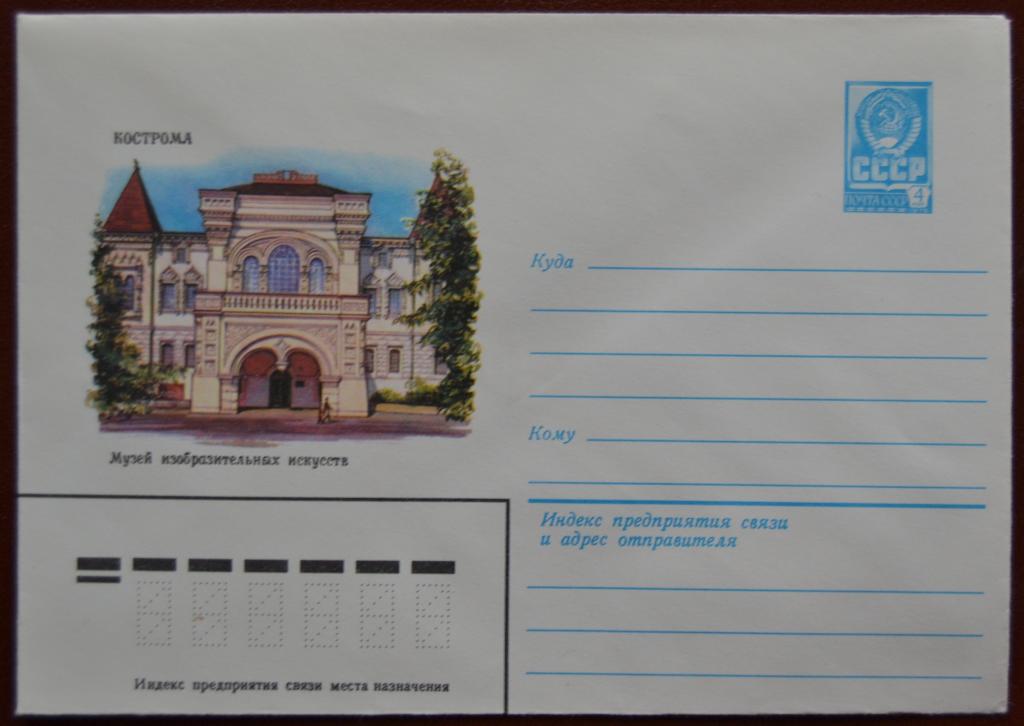 КОСТРОМА
Музей изобразительных искусств
СССР
ПОЧТА СССР
4
Куда
Кому
Индекс предприятия связи
и адрес отправителя
Индекс предприятия связи места назначения